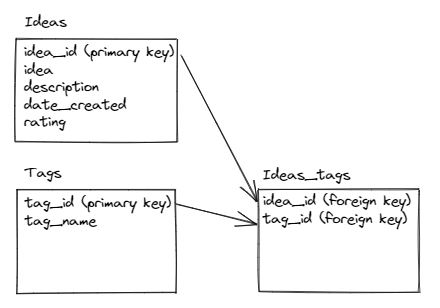 Ideas
idea_id (primary key)
idea
description
date_created
rating
Tags
tag_id (primary key)
tag_name
Ideas_tags
idea_id (foreign key)
tag_id (foreign key)